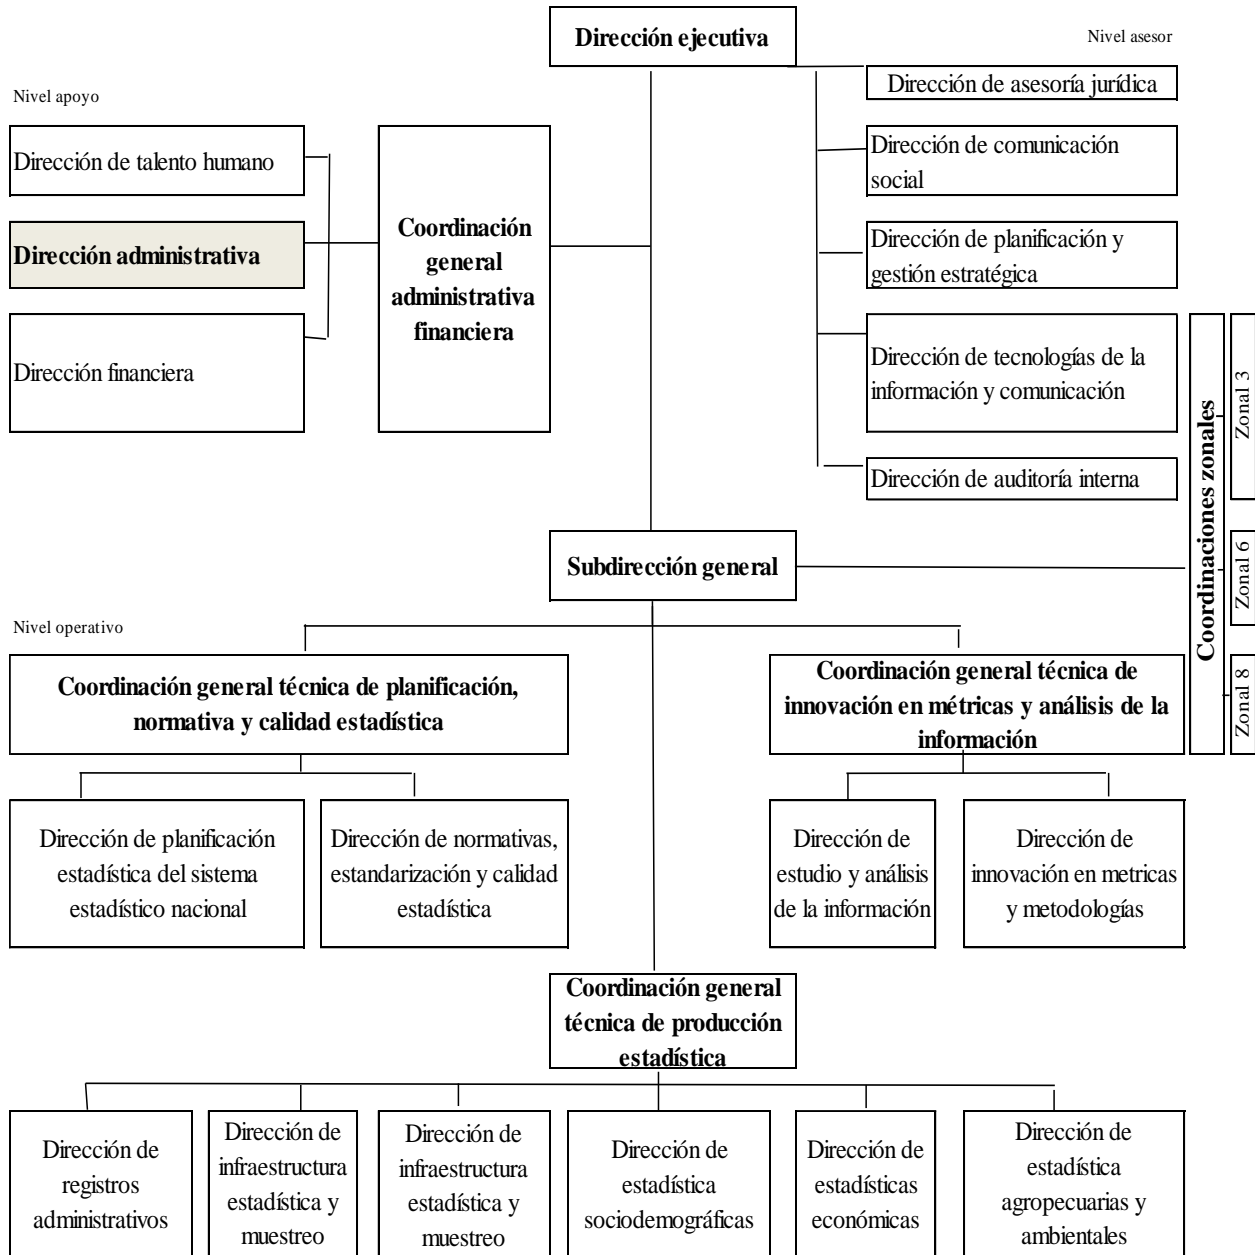 Dirección ejecutiva
Nivel asesor
Dirección de asesoría jurídica
Nivel apoyo
Dirección de talento humano
Dirección administrativa
Dirección financiera
Coordinación
general
administrativa
financiera
Dirección de comunicación
social
Dirección de planificación y
gestión estratégica
Dirección de tecnologías de la
información y comunicación
Dirección de auditoría interna
Coordinaciones zonales
Zonal 3
Zonal 6
Zonal 8
Subdirección general
Nivel operativo
Coordinación general técnica de planificación,
normativa y calidad estadística
Coordinación general técnica de
innovación en métricas y análisis de la
información
Dirección de planificación
estadística del sistema
estadístico nacional
Dirección de normativas,
estandarización y calidad
estadística
Dirección de
estudio y análisis
de la información
Dirección de
innovación en metricas
y metodologías
Coordinación general
técnica de producción
estadística
Dirección de
registros
administrativos
Dirección de
infraestructura
estadística y
muestreo
Dirección de
infraestructura
estadística y
muestreo
Dirección de
estadística
sociodemográficas
Dirección de
estadísticas
económicas
Dirección de
estadística
agropecuarias y
ambientales